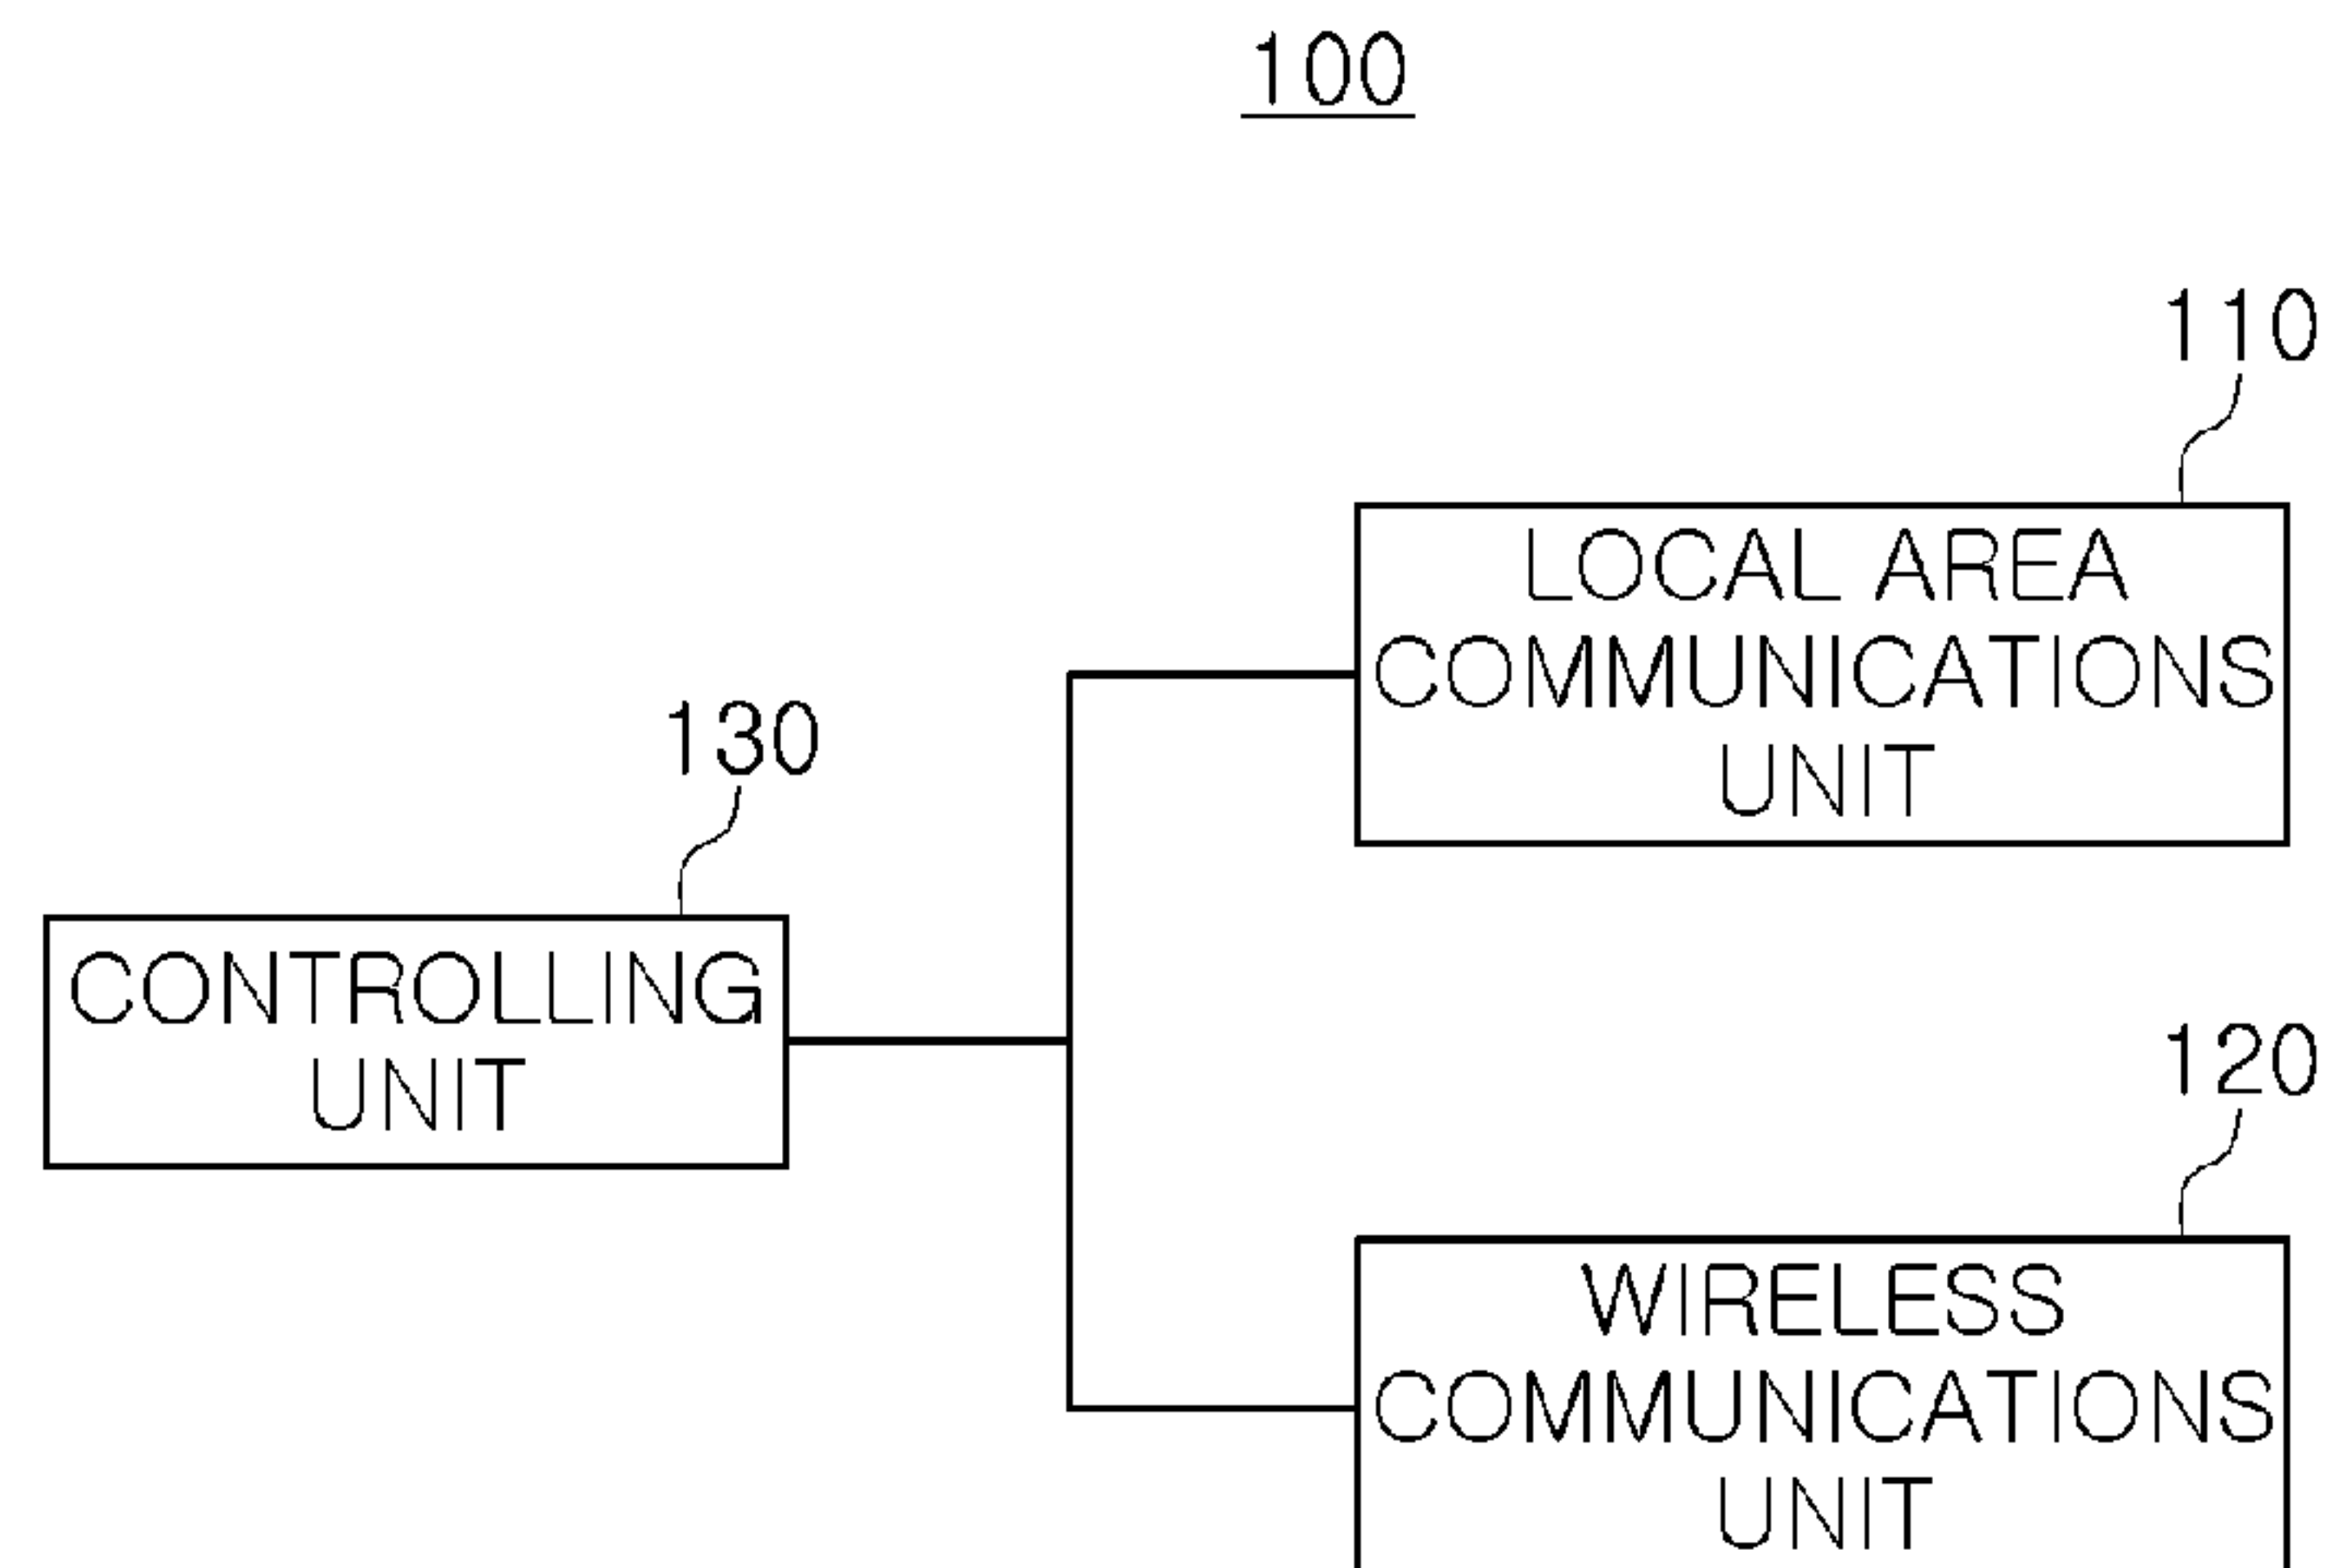 100
110
LOCAL AREA
COMMUNICATIONS
UNIT
130
CONTROLLING
UNIT
120
WIRELESS
COMMUNICATIONS
UNIT